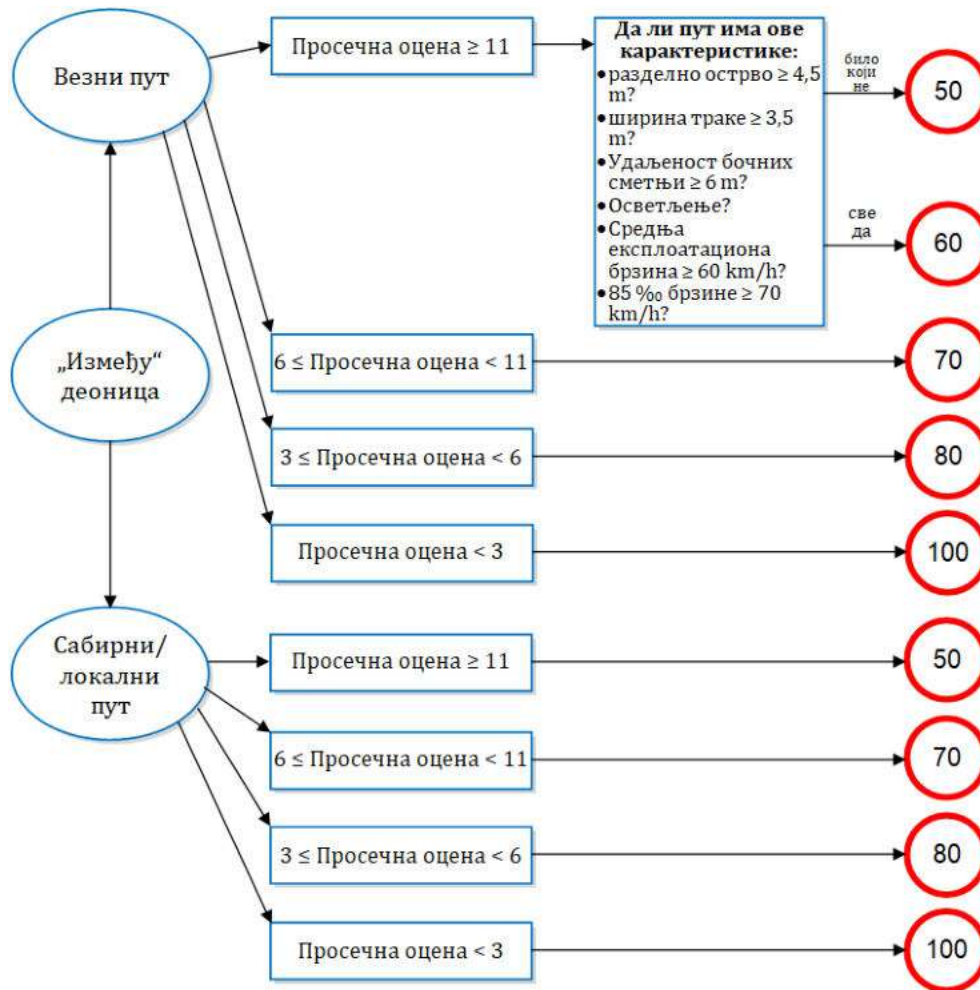 Везни пут
Просечна оцена ≥ 11
Да ли пут има ове
карактеристике:
•разделно острво ≥ 4,5
m?
•ширина траке ≥ 3,5
m?
•Удаљеност бочних
сметњи ≥ 6 m?
•Осветљење?
•Средња
експлоатациона
брзина ≥ 60 km/h?
•85 ‰ брзине ≥ 70
km/h?
било
који
не
50
све
да
60
„Између“
деоница
6 ≤ Просечна оцена < 11
70
3 ≤ Просечна оцена < 6
80
Просечна оцена < 3
100
Сабирни/
локални
пут
Просечна оцена ≥ 11
50
6 ≤ Просечна оцена < 11
70
3 ≤ Просечна оцена < 6
80
Просечна оцена < 3
100